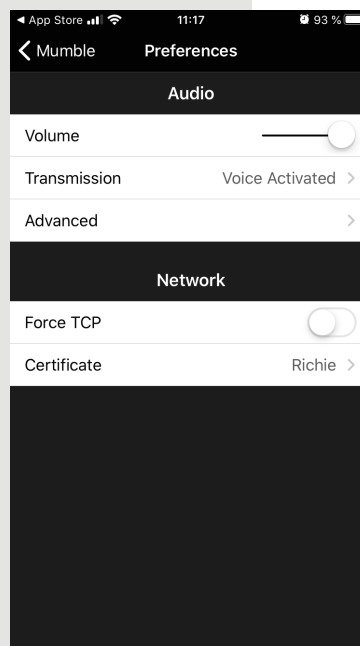 App Store 11:17 93 %
Mumble Preferences
Audio
Volume
Transmission Voice Activated
Advanced
Network
Force TCP
Certificate Richie